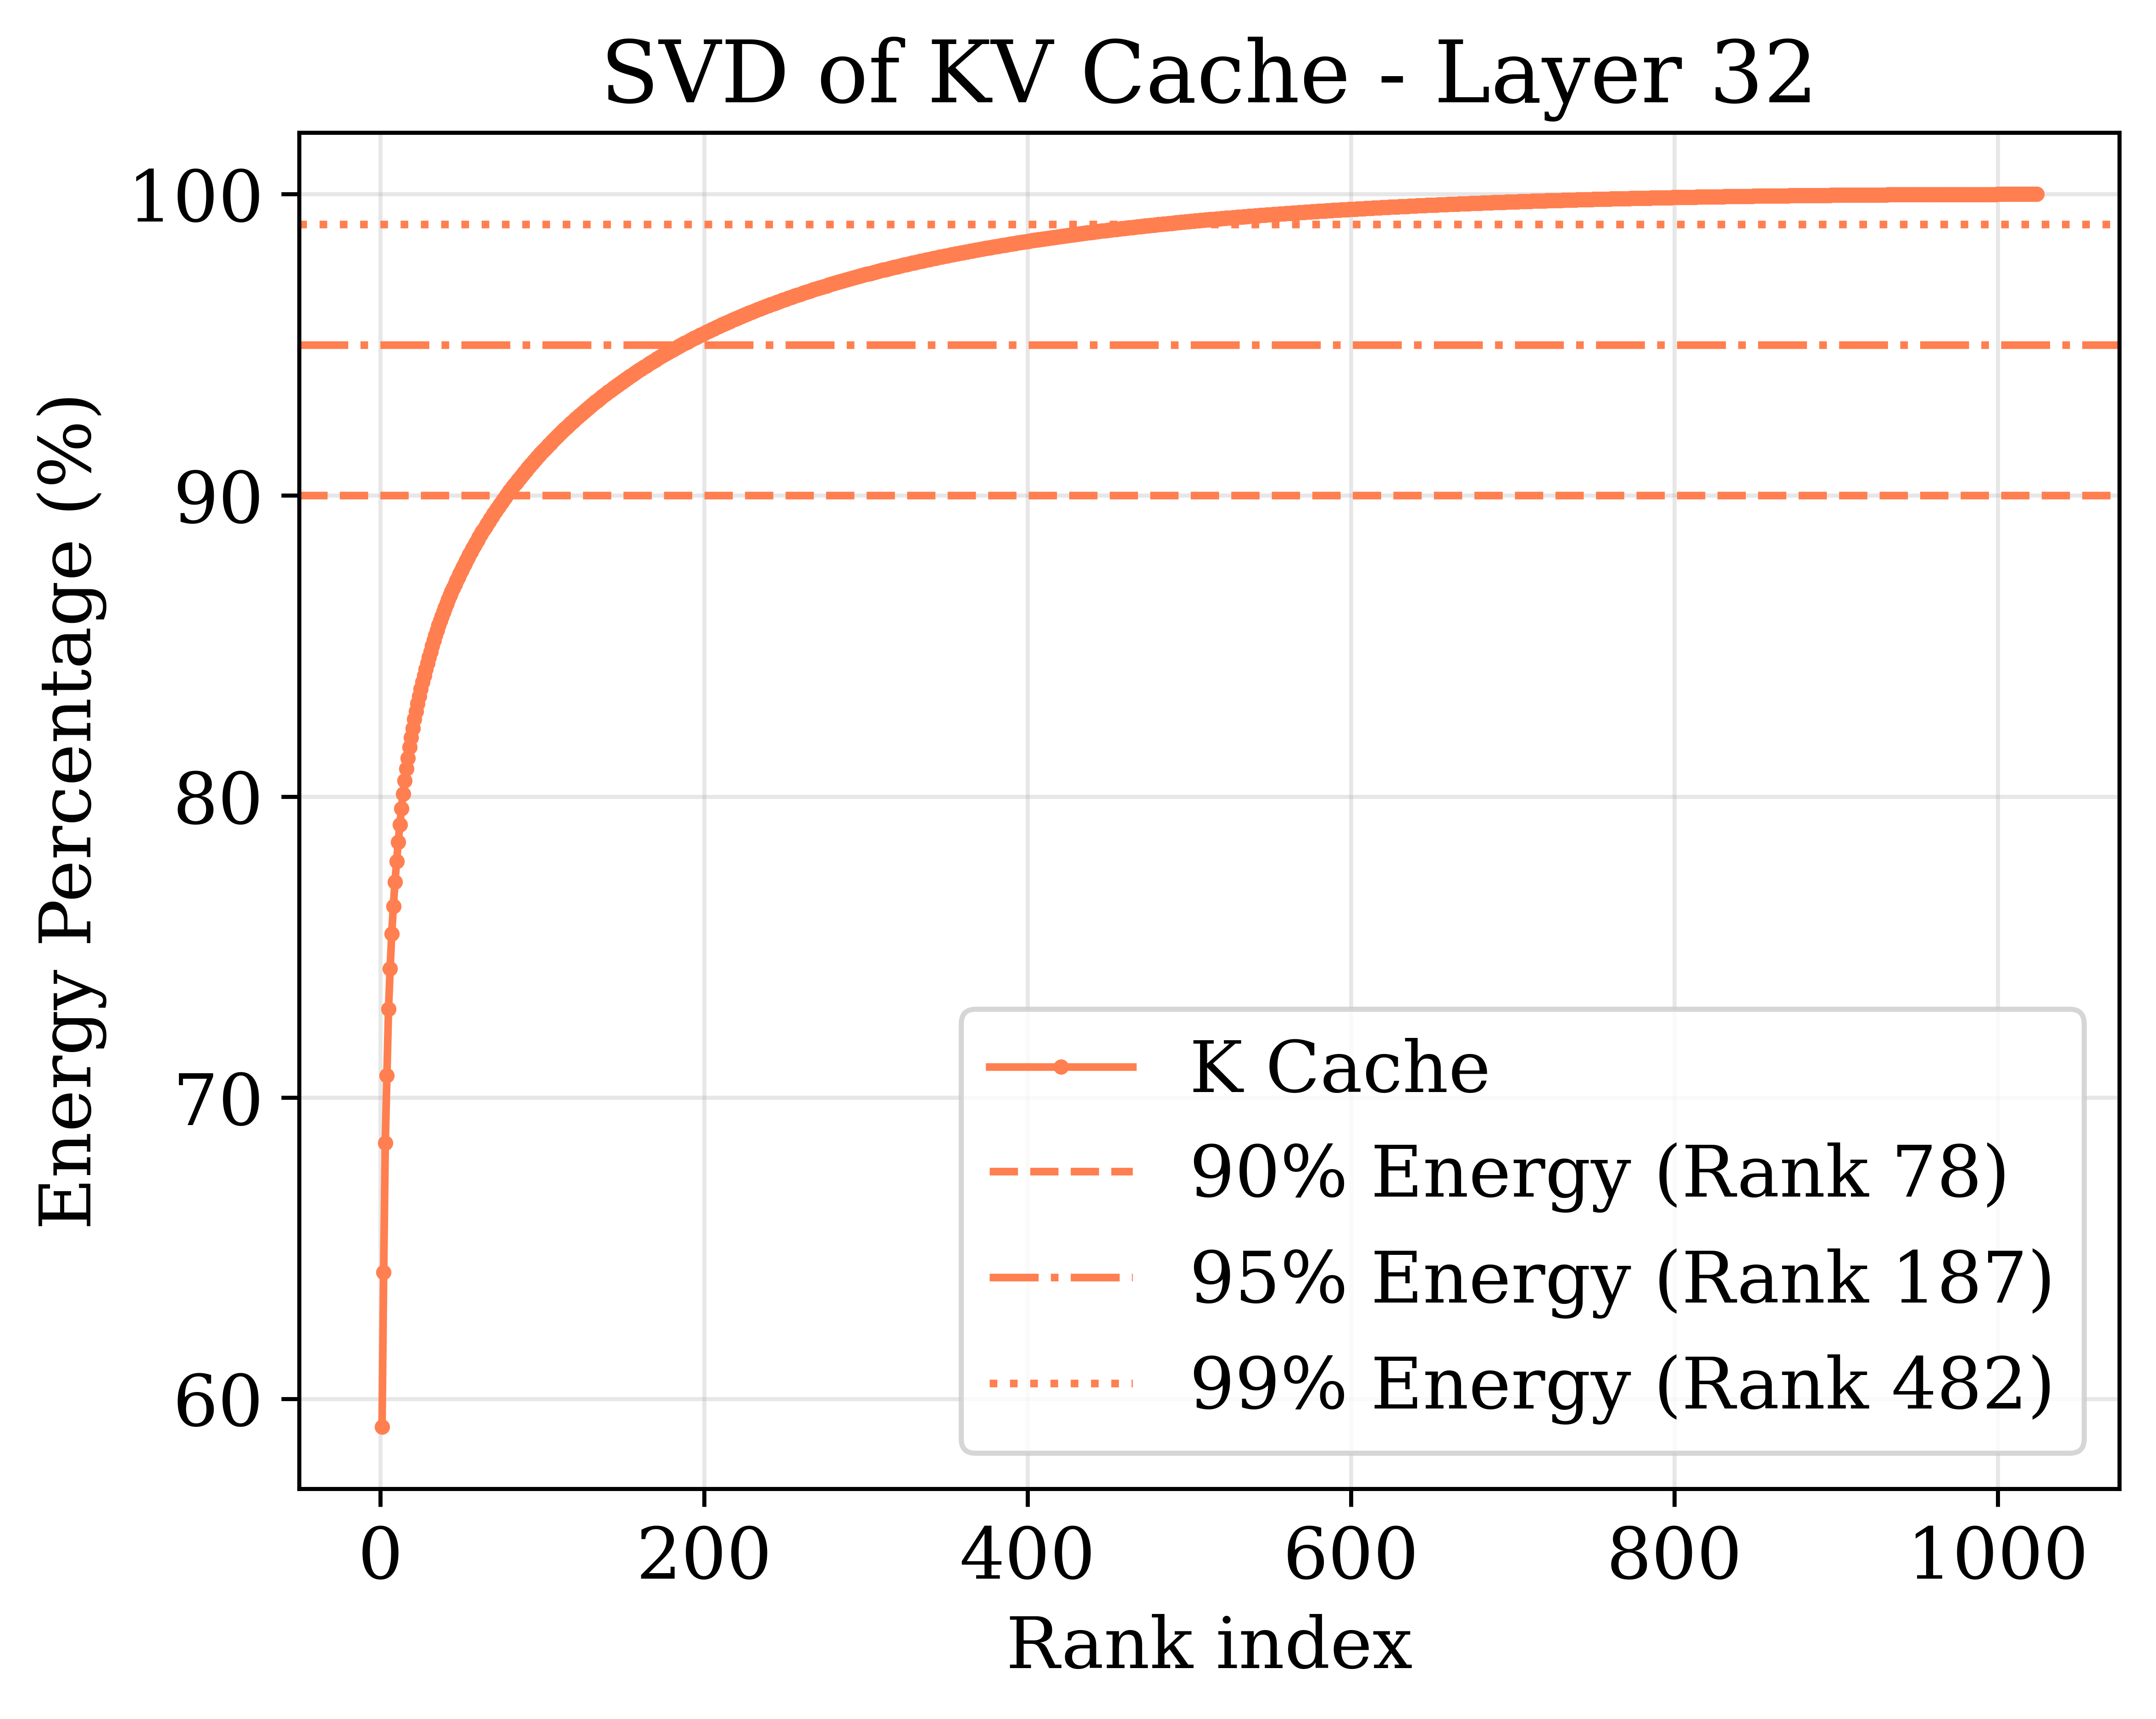 SVD of KV Cache - Layer 32
Energy Percentage (%)
100
90
80
70
60
K Cache
90% Energy (Rank 78)
95% Energy (Rank 187)
99% Energy (Rank 482)
0 200 400 600 800 1000
Rank index